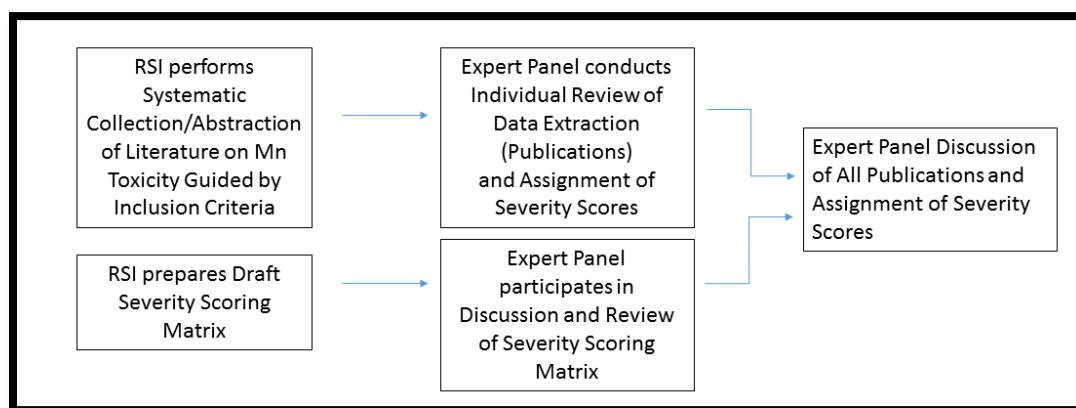 RSI performs
Systematic
Collection/Abstraction
of Literature on Mn
Toxicity Guided by
Inclusion Criteria
Expert Panel conducts
Individual Review of
Data Extraction
(Publications)
and Assignment of
Severity Scores
RSI prepares Draft
Severity Scoring
Matrix
Expert Panel
participates in
Discussion and Review
of Severity Scoring
Matrix
Expert Panel Discussion
of All Publications and
Assignment of Severity
Scores